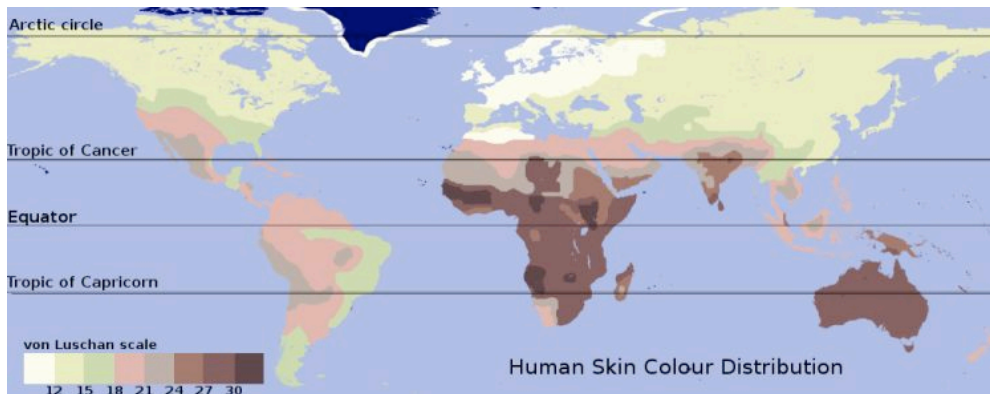 Arctic circle
Tropic of Cancer
Equator
Tropic of Capricorn
von Luschan scale
12 15 18 21 24 27 30
Human Skin Colour Distribution